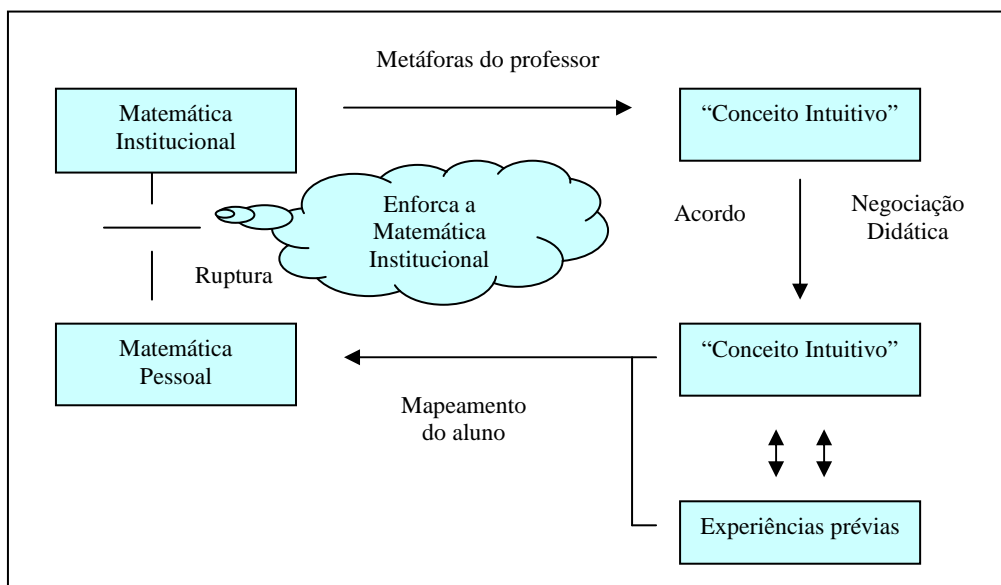 Metáforas do professor
Matemática
Institucional
“Conceito Intuitivo”
Enforca a
Matemática
Institucional
Acordo
Negociação
Didática
Ruptura
Matemática
Pessoal
“Conceito Intuitivo”
Mapeamento
do aluno
Experiências prévias